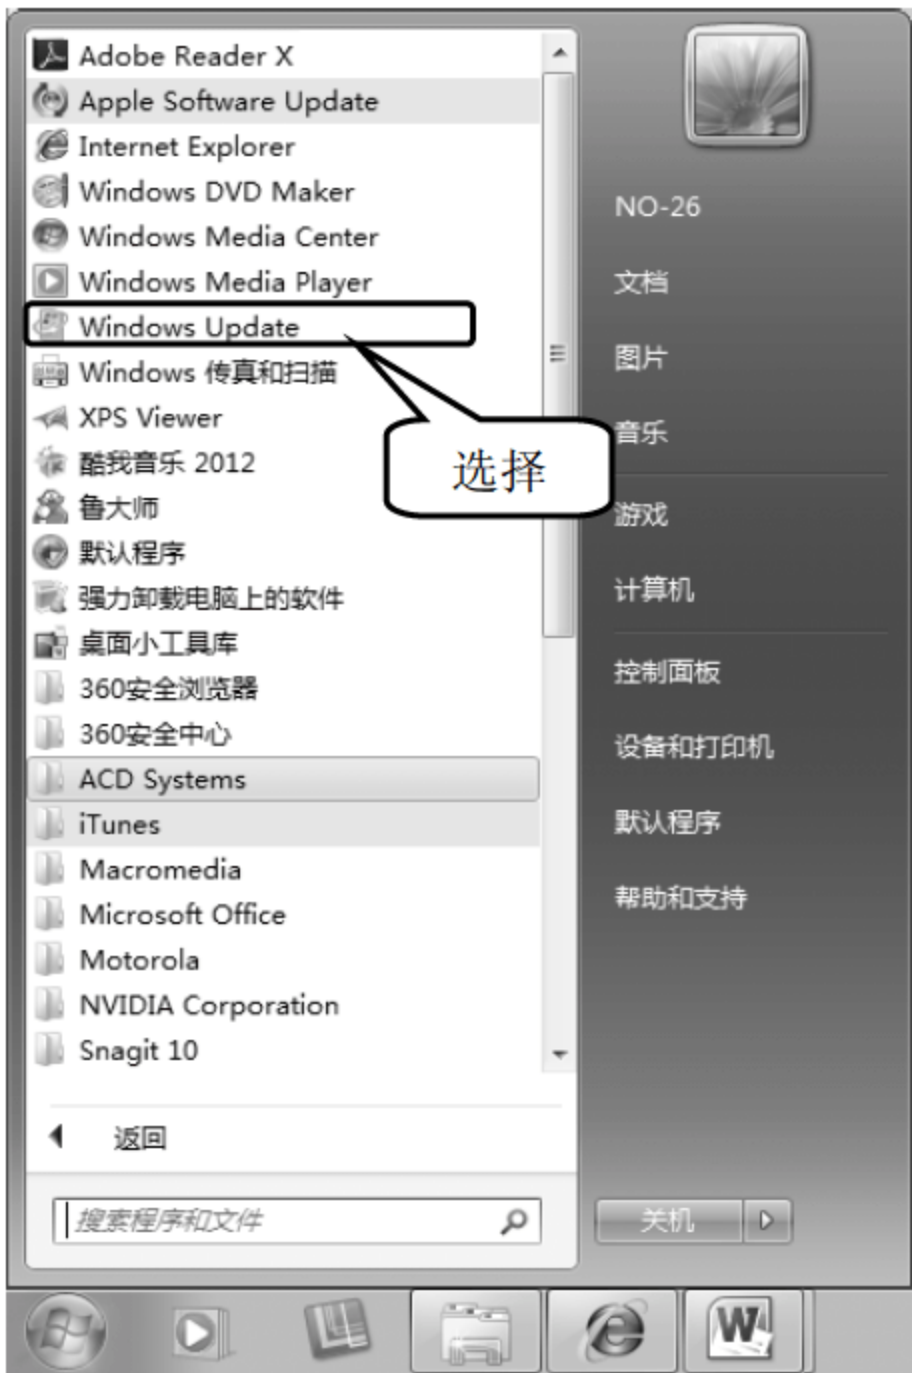 Adobe Reader X
Apple Software Update
Internet Explorer
Windows DVD Maker
Windows Media Center
Windows Media Player
Windows Update
Windows 传真和扫描
XPS Viewer
酷我音乐 2012
鲁大师
默认程序
强力卸载电脑上的软件
桌面小工具库
360安全浏览器
360安全中心
ACD Systems
iTunes
Macromedia
Microsoft Office
Motorola
NVIDIA Corporation
Snagit 10
返回
搜索程序和文件
选择
NO-26
文档
图片
音乐
游戏
计算机
控制面板
设备和打印机
默认程序
帮助和支持
关机